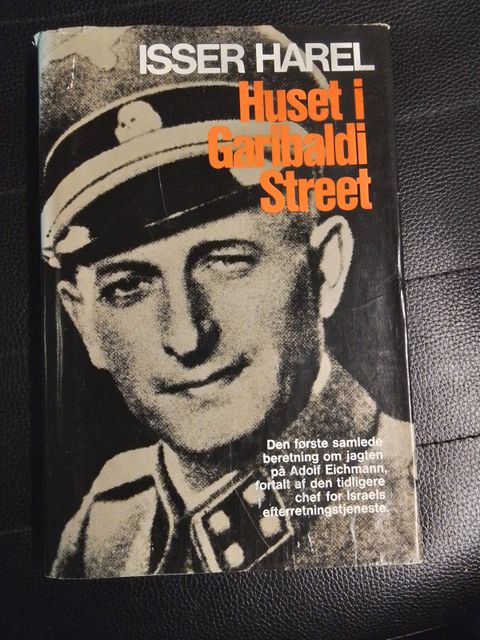 ISSER HAREL
Huset i
Garibaldi
Street
Den første samlede
beretning om jagten
på Adolf Eichmann,
fortalt af den tidligere
chef for Israels
efterretningstjeneste.